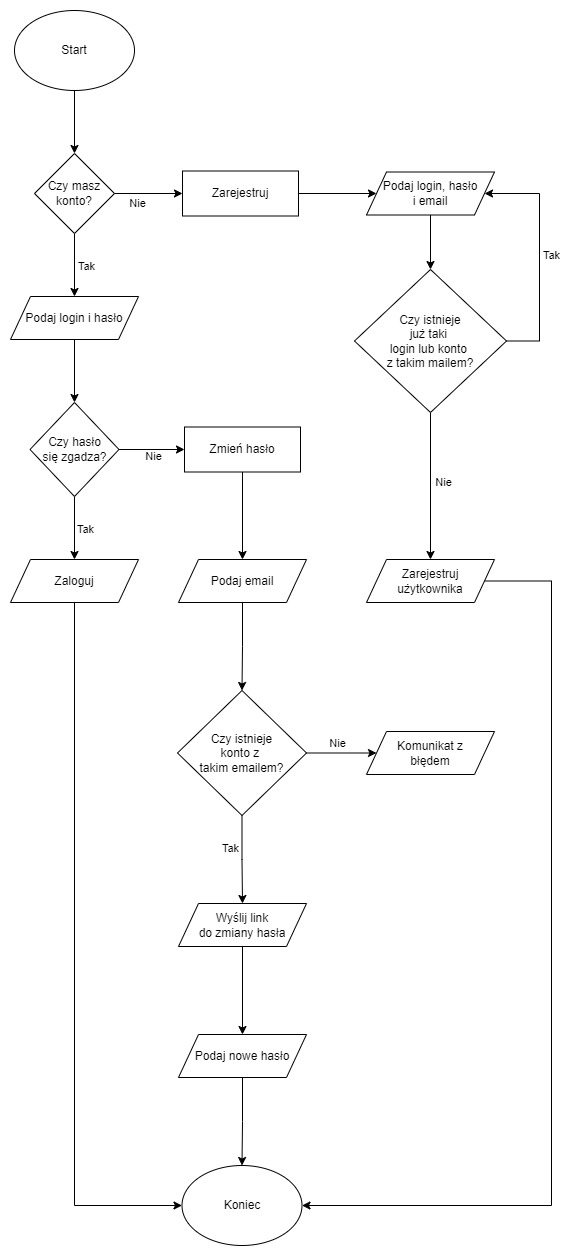 Start
Czy masz
konto?
Nie
Zarejestruj
Podaj login, hasło
i email
Tak
Tak
Podaj login i hasło
Czy istnieje
już taki
login lub konto
z takim mailem?
Czy hasło
się zgadza?
Nie
Zmień hasło
Nie
Tak
Zaloguj
Podaj email
Zarejestruj
użytkownika
Czy istnieje
konto z
takim emailem?
Nie
Komunikat z
błędem
Tak
Wyślij link
do zmiany hasła
Podaj nowe hasło
Koniec